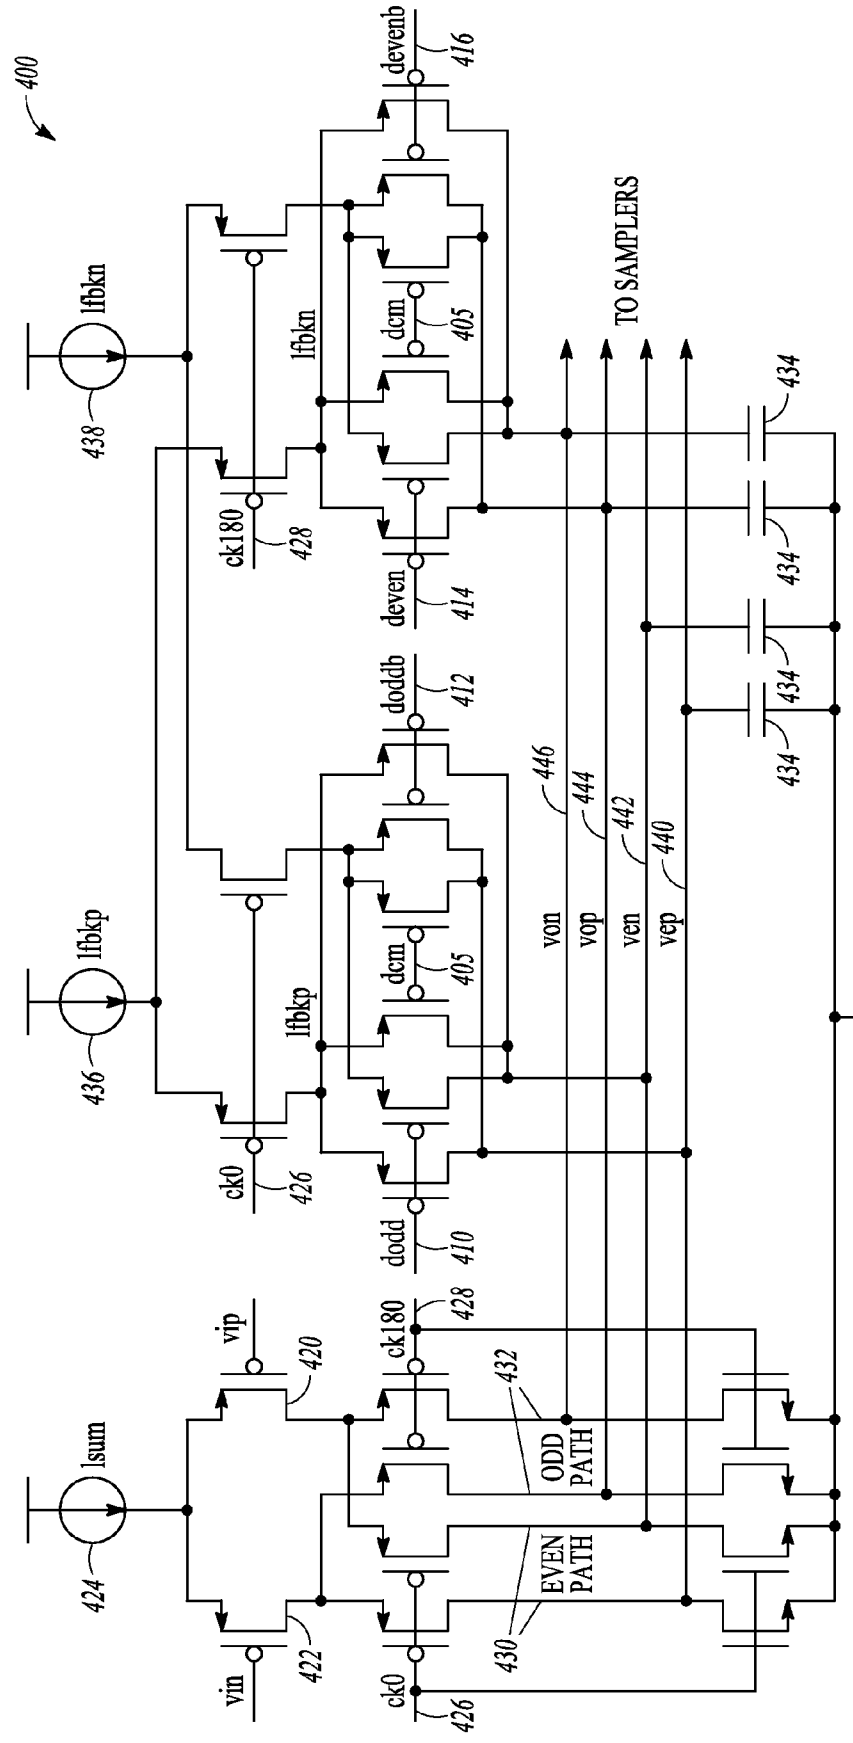 400
Isum
424
Ifbkp
436
Ifbkn
438
vin
422
vip
420
ck0
426
ck180
428
ck0
426
ck180
428
Ifbkp
Ifbkn
dodd
410
dcm
405
doddb
412
deven
414
dcm
405
devenb
416
EVEN
PATH
430
ODD
PATH
432
von
446
vop
444
ven
442
vep
440
TO SAMPLERS
434
434
434
434